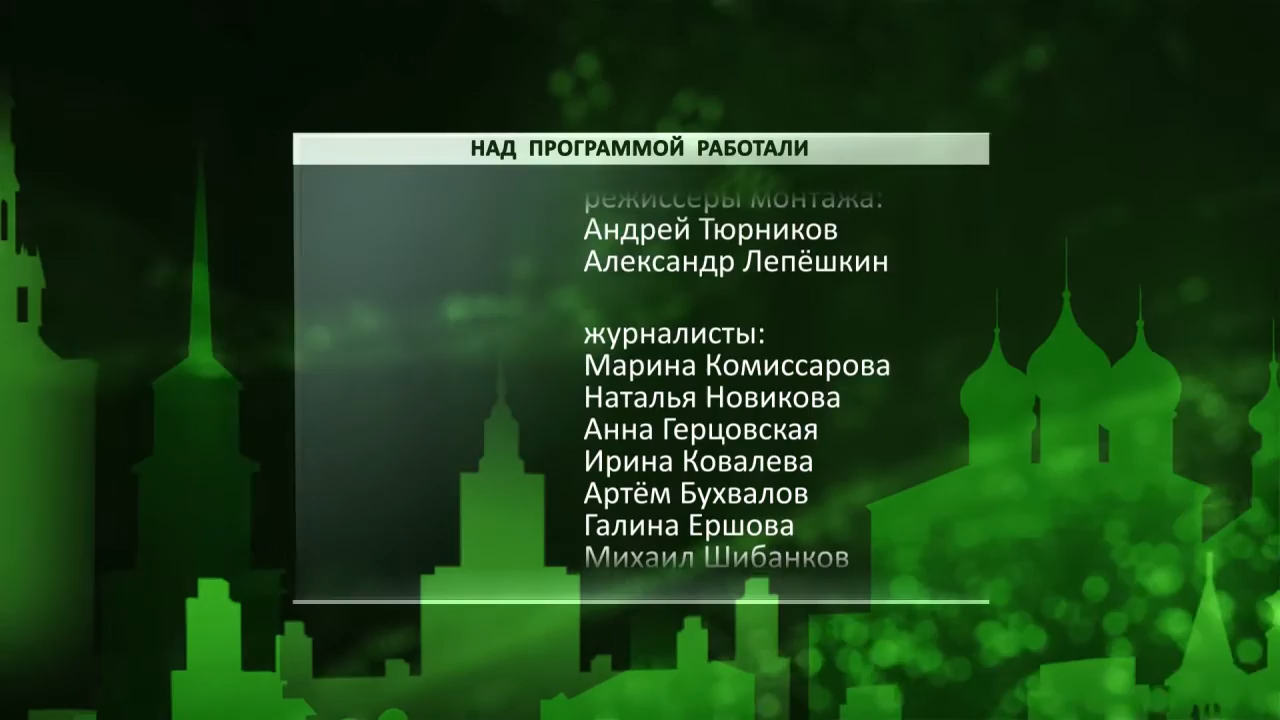 НАД ПРОГРАММОЙ РАБОТАЛИ
режиссеры монтажа:
Андрей Тюрников
Александр Лепёшкин
журналисты:
Марина Комиссарова
Наталья Новикова
Анна Герцовская
Ирина Ковалева
Артём Бухвалов
Галина Ершова
Михаил Шибанков